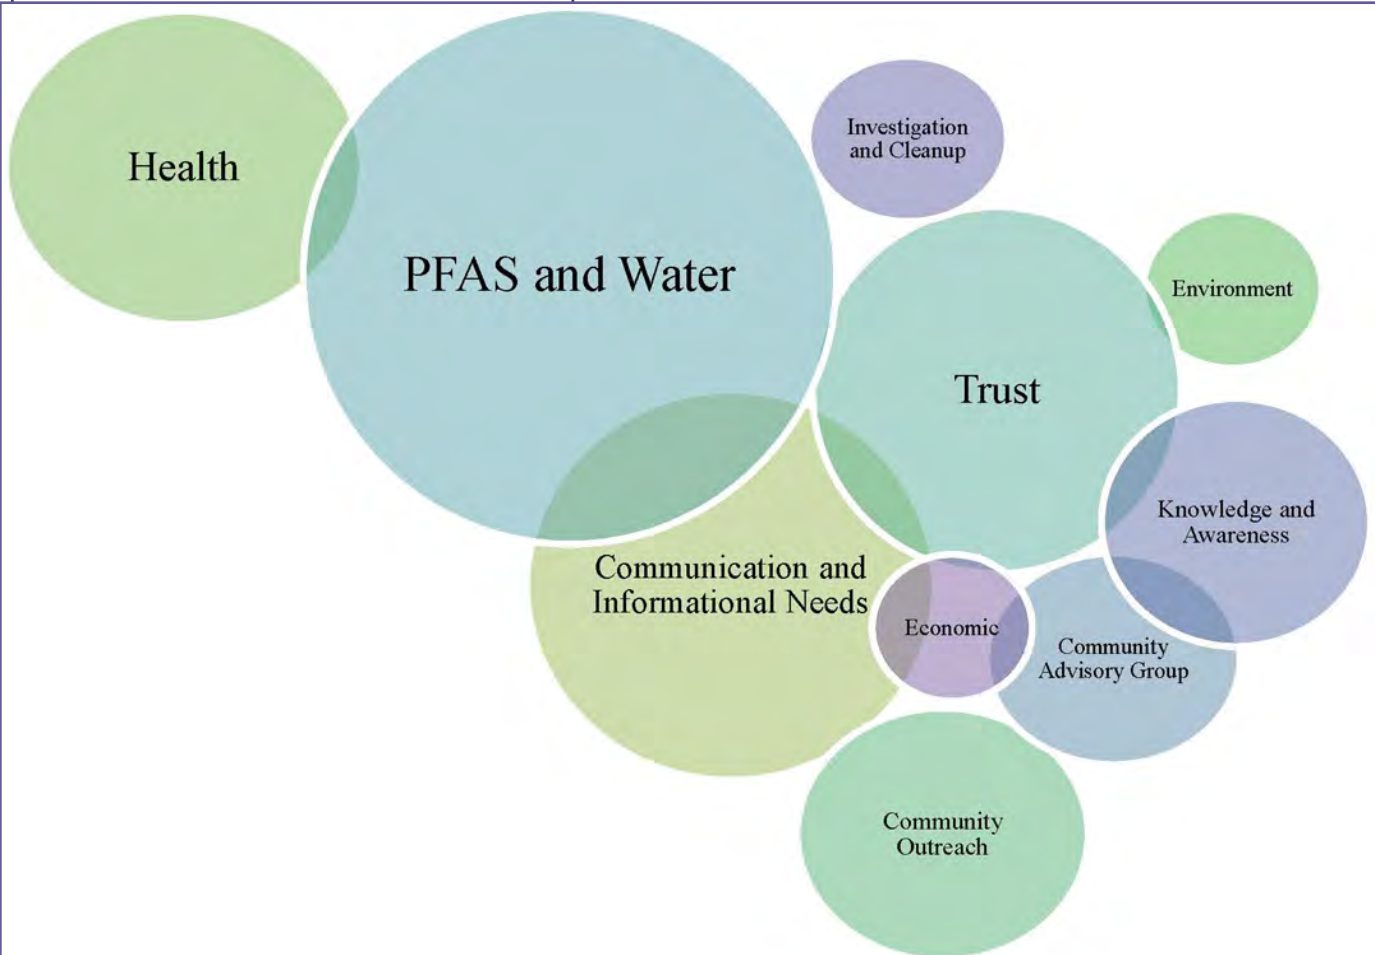 Health
PFAS and Water
Investigation
and Cleanup
Environment
Trust
Knowledge and
Awareness
Communication and
Informational Needs
Economic
Community
Advisory Group
Community
Outreach